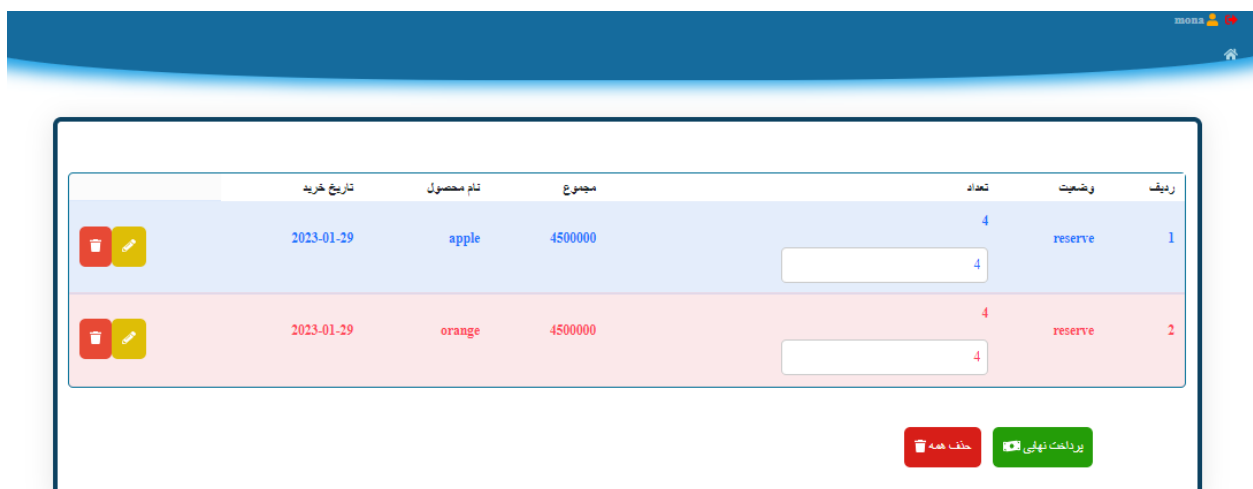 mona
ردیف وضعیت تعداد مجموع نام محصول تاریخ خرید
1 reserve 4 4500000 apple 2023-01-29
4
2 reserve 4 4500000 orange 2023-01-29
4
پرداخت نهایی حذف همه